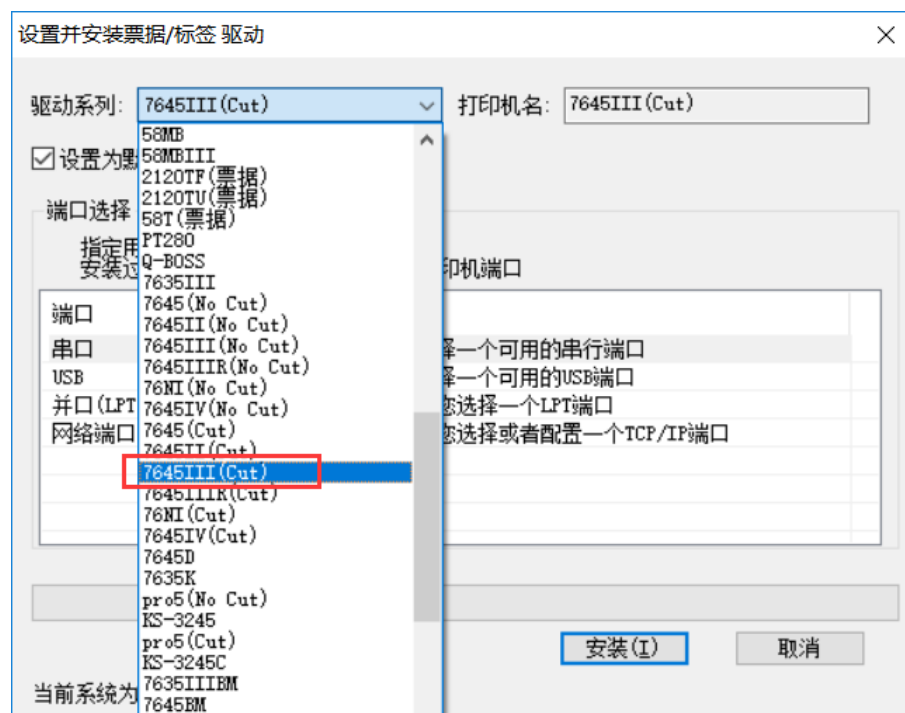 设置并安装票据/标签 驱动
驱动系列: 7645III(Cut) 打印机名: 7645III(Cut)
58MB
设置为默
58MBIII
2120TF(票据)
2120TU(票据)
端口选择
58T(票据)
指定用
PT280
安装过
Q-BOSS
印机端口
7635III
端口
7645(No Cut)
7645II(No Cut)
串口
7645III(No Cut)
择一个可用的串行端口
7645IIIR(No Cut)
USB
76NI(No Cut)
择一个可用的USB端口
并口(LPT
7645IV(No Cut)
您选择一个LPT端口
网络端口
7645(Cut)
您选择或者配置一个TCP/IP端口
7645II(Cut)
7645III(Cut)
7645IIIR(Cut)
76NI(Cut)
7645IV(Cut)
7645D
7635K
pro5(No Cut)
KS-3245
pro5(Cut)
安装(I) 取消
KS-3245C
7635IIIBM
当前系统为
7645BM